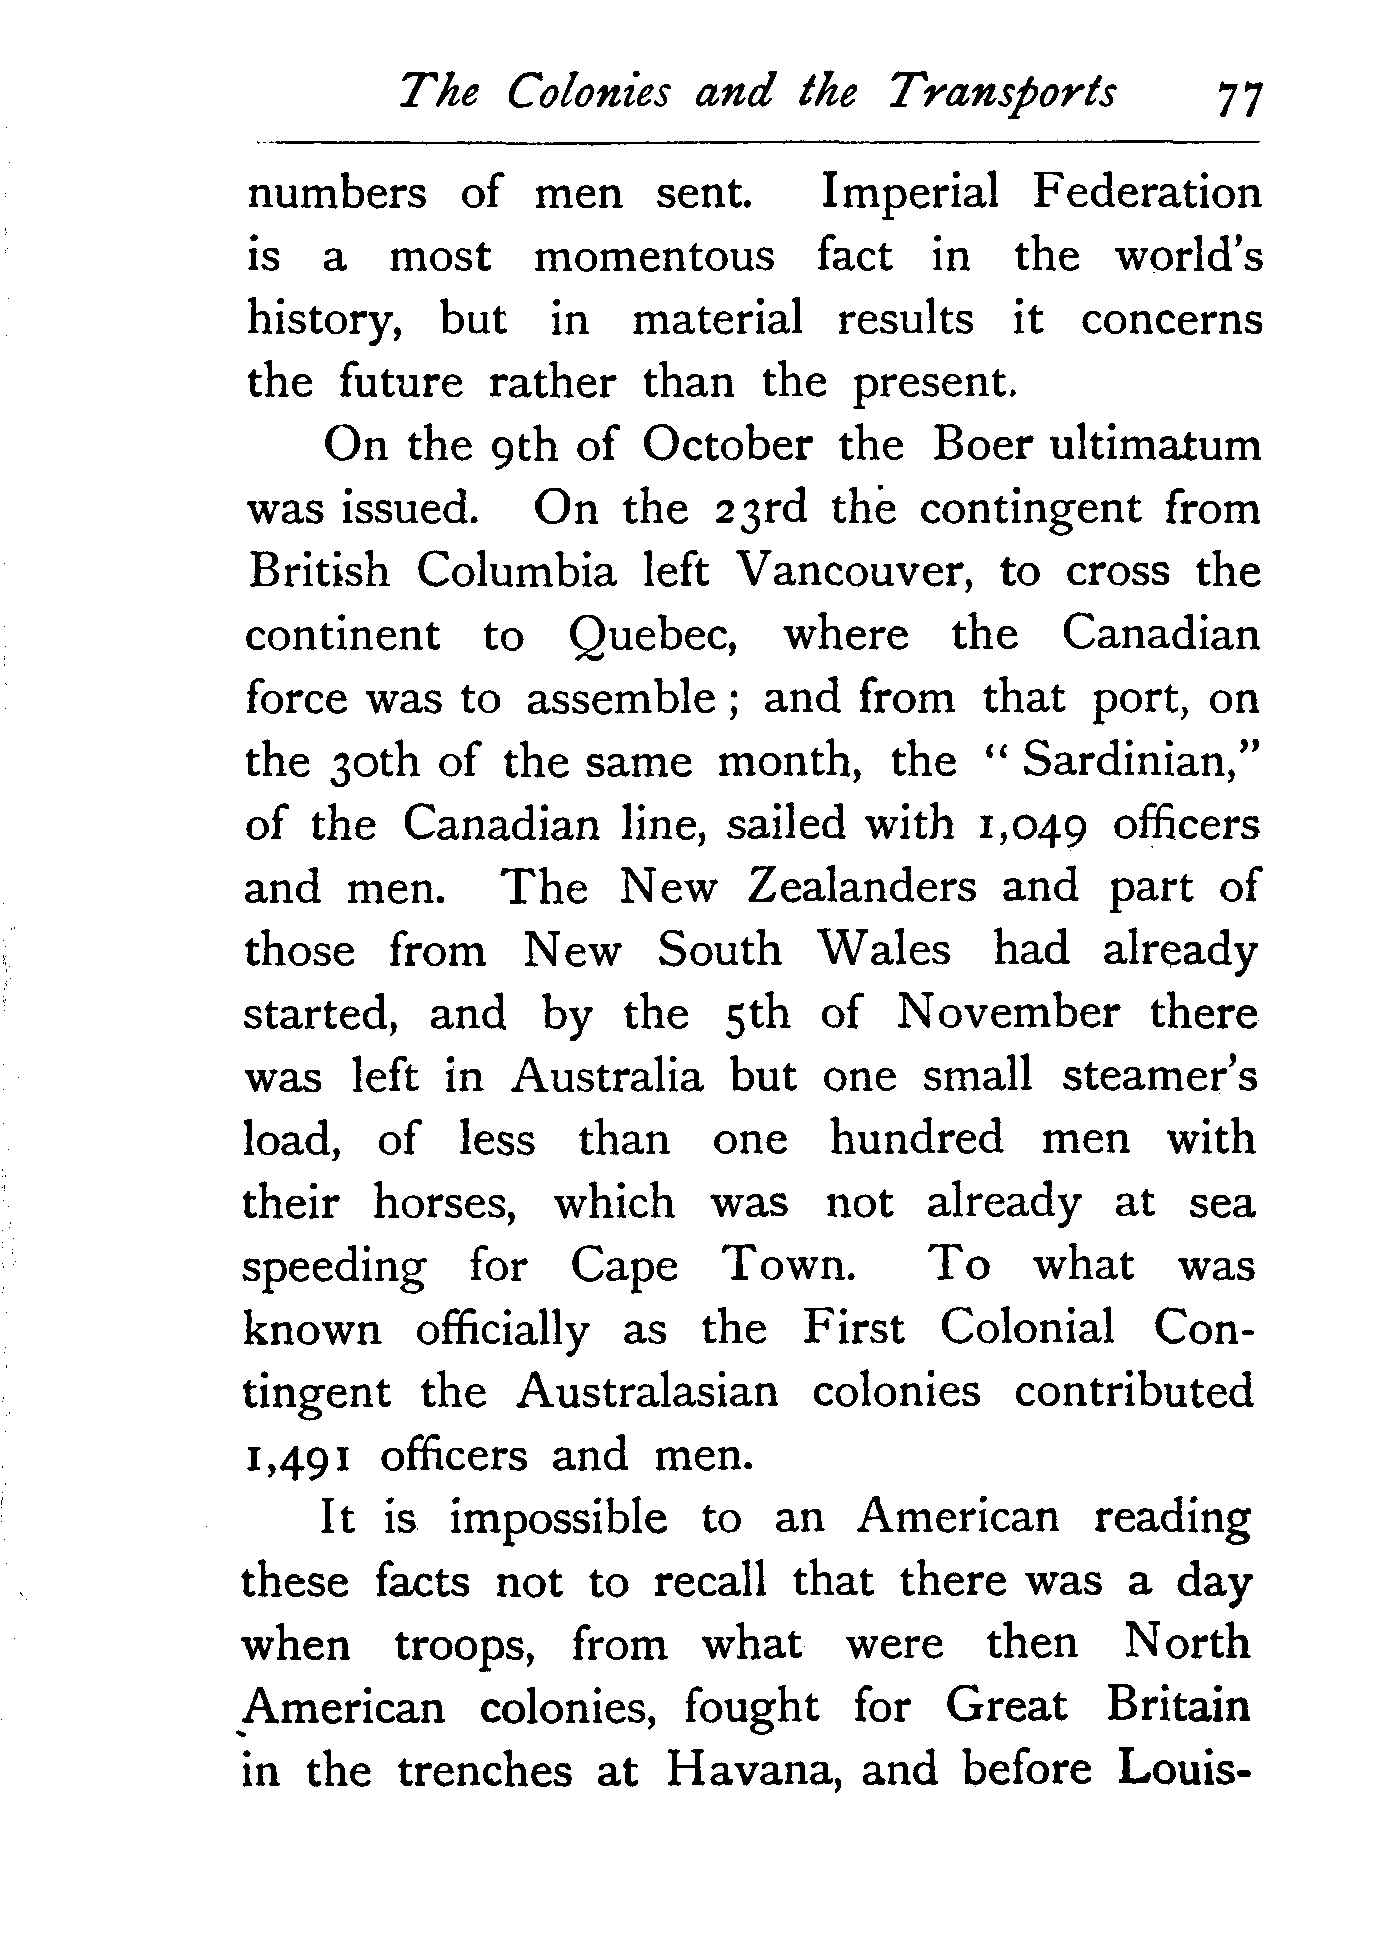 The Colonies and the Transports 77
numbers of men sent. Imperial Federation
is a most momentous fact in the world's
history, but in material results it concerns
the future rather than the present.
On the 9th of October the Boer ultimatum
was issued. On the 23rd the contingent from
British Columbia left Vancouver, to cross the
continent to Quebec, where the Canadian
force was to assemble ; and from that port, on
the 30th of the same month, the “ Sardinian,”
of the Canadian line, sailed with 1,049 officers
and men. The New Zealanders and part of
those from New South Wales had already
started, and by the 5th of November there
was left in Australia but one small steamer's
load, of less than one hundred men with
their horses, which was not already at sea
speeding for Cape Town. To what was
known officially as the First Colonial Con-
tingent the Australasian colonies contributed
1,491 officers and men.
It is impossible to an American reading
these facts not to recall that there was a day
when troops, from what were then North
American colonies, fought for Great Britain
in the trenches at Havana, and before Louis-